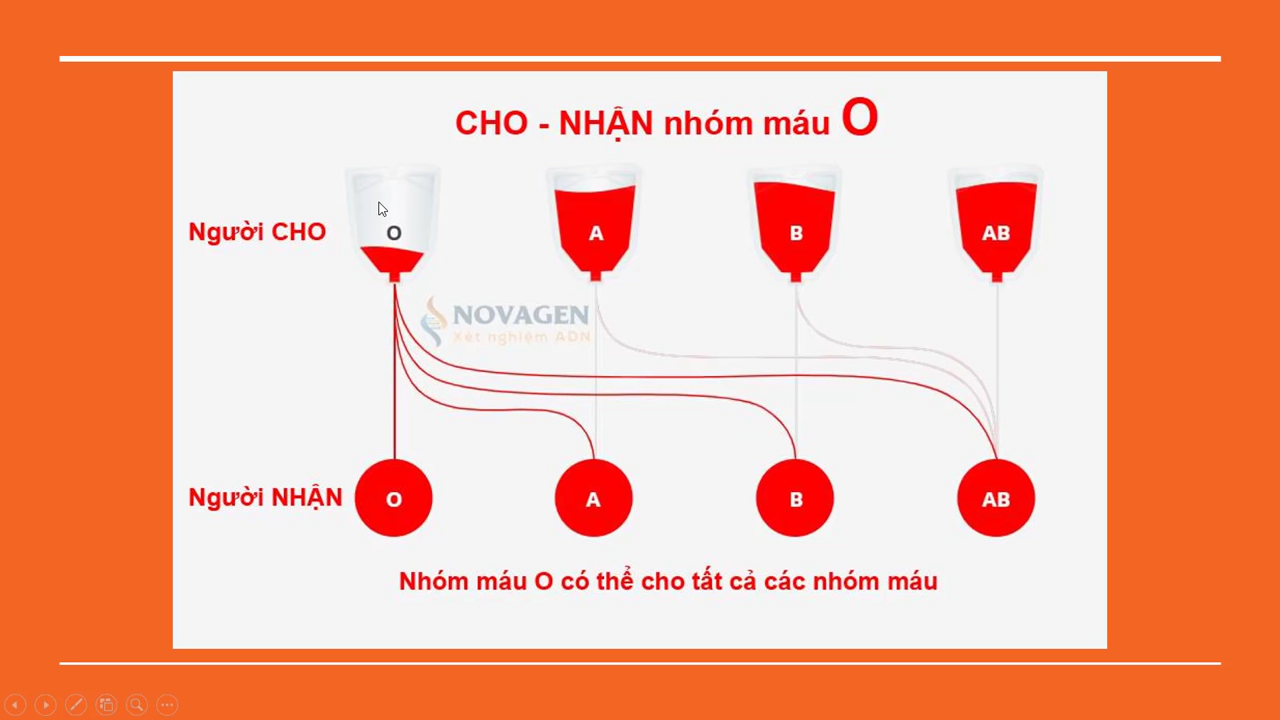 CHO - NHẬN nhóm máu O
Người CHO
O
A
B
AB
NOVAGEN
Xét nghiệm ADN
Người NHẬN
O
A
B
AB
Nhóm máu O có thể cho tất cả các nhóm máu